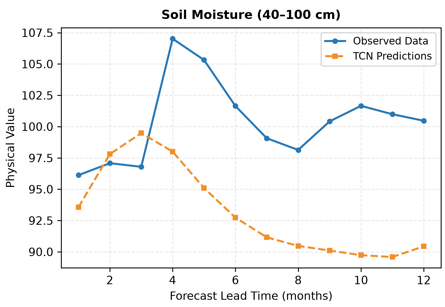 Soil Moisture (40–100 cm)
Observed Data
TCN Predictions
Physical Value
107.5
105.0
102.5
100.0
97.5
95.0
92.5
90.0
2 4 6 8 10 12
Forecast Lead Time (months)